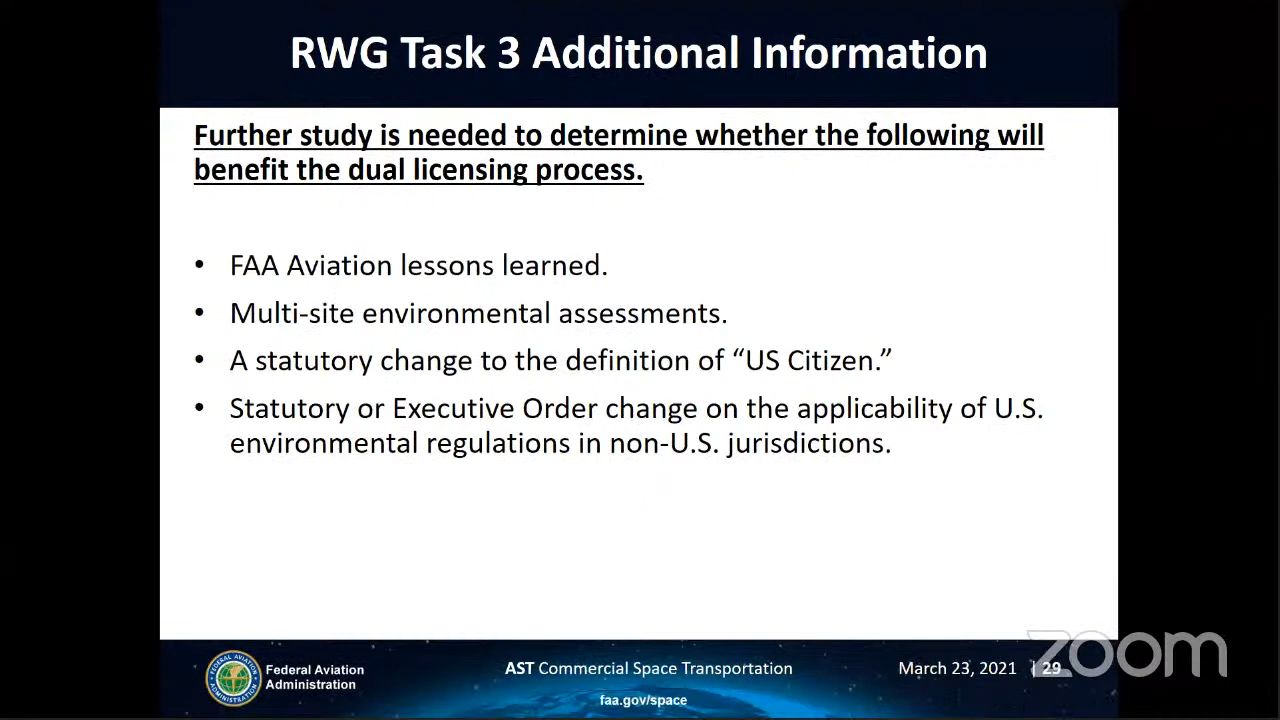 RWG Task 3 Additional Information
Further study is needed to determine whether the following will
benefit the dual licensing process.
• FAA Aviation lessons learned.
• Multi-site environmental assessments.
• A statutory change to the definition of “US Citizen.”
• Statutory or Executive Order change on the applicability of U.S.
environmental regulations in non-U.S. jurisdictions.
FEDERAL AVIATION
ADMINISTRATION
Federal Aviation
Administration
AST Commercial Space Transportation
faa.gov/space
March 23, 2021 | 29
zoom